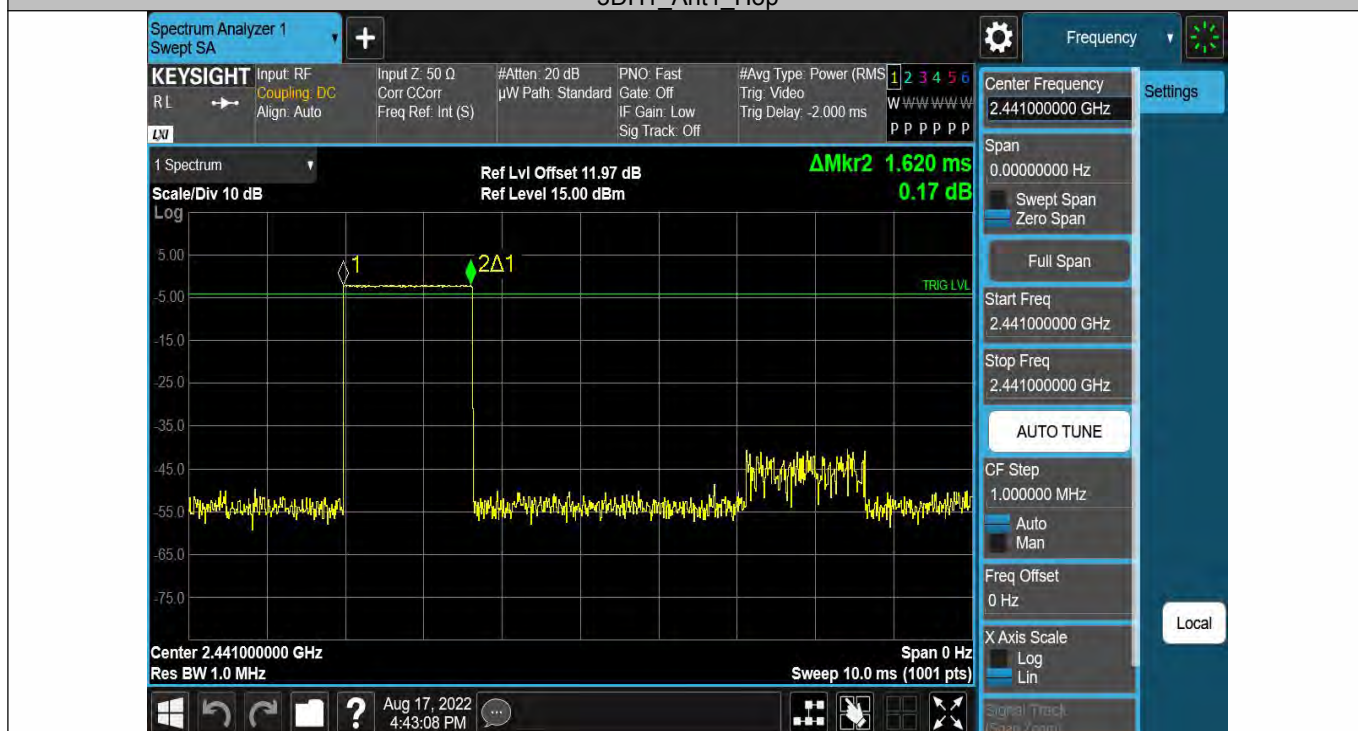 Spectrum Analyzer 1
Swept SA
Frequency
KEYSIGHT
RL
LXI
Input: RF
Coupling: DC
Align: Auto
Input Z: 50 Ω
Corr CCorr
Freq Ref: Int (S)
#Atten: 20 dB
µW Path: Standard
PNO: Fast
Gate: Off
IF Gain: Low
Sig Track: Off
#Avg Type: Power (RMS
Trig: Video
Trig Delay: -2.000 ms
1 2 3 4 5 6
W W W W W W
P P P P P P
1 Spectrum
Scale/Div 10 dB
Log
Ref Lvl Offset 11.97 dB
Ref Level 15.00 dBm
ΔMkr2 1.620 ms
0.17 dB
5.00
-5.00
-15.0
-25.0
-35.0
-45.0
-55.0
-65.0
-75.0
1
2Δ1
TRIG LVL
Center 2.441000000 GHz
Res BW 1.0 MHz
Span 0 Hz
Sweep 10.0 ms (1001 pts)
Aug 17, 2022
4:43:08 PM
Center Frequency
2.441000000 GHz
Span
0.00000000 Hz
Swept Span
Zero Span
Full Span
Start Freq
2.441000000 GHz
Stop Freq
2.441000000 GHz
AUTO TUNE
CF Step
1.000000 MHz
Auto
Man
Freq Offset
0 Hz
X Axis Scale
Log
Lin
Signal Track
(Span Zoom)
Settings
Local